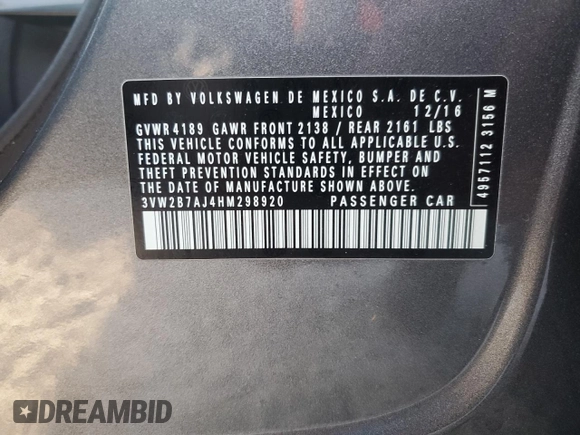 MFD BY VOLKSWAGEN DE MEXICO S.A. DE C.V.
MEXICO 12/16
GVWR 4189 GAWR FRONT 2138 / REAR 2161 LBS
THIS VEHICLE CONFORMS TO ALL APPLICABLE U.S.
FEDERAL MOTOR VEHICLE SAFETY, BUMPER AND
THEFT PREVENTION STANDARDS IN EFFECT ON
THE DATE OF MANUFACTURE SHOWN ABOVE.
3VW2B7AJ4HM298920 PASSENGER CAR
4957112 3156 M
DREAMBID